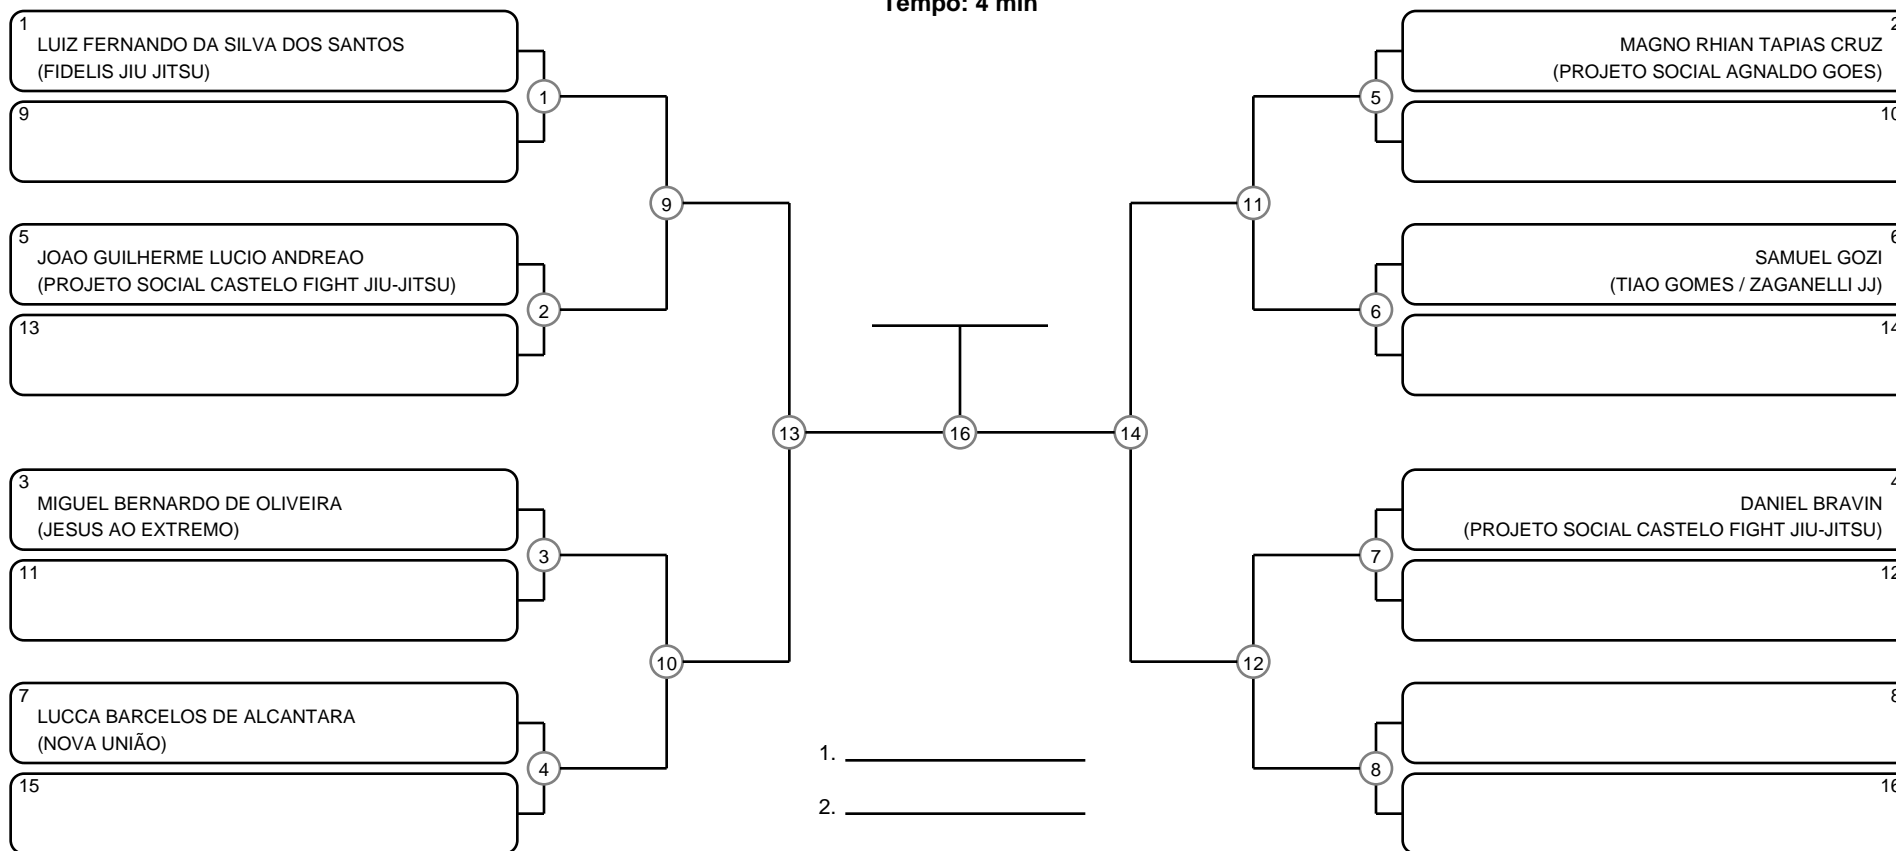 Tempo: 4 min
1
LUIZ FERNANDO DA SILVA DOS SANTOS
(FIDELIS JIU JITSU)
9
1
5
JOAO GUILHERME LUCIO ANDREAO
(PROJETO SOCIAL CASTELO FIGHT JIU-JITSU)
13
2
9
3
MIGUEL BERNARDO DE OLIVEIRA
(JESUS AO EXTREMO)
11
3
7
LUCCA BARCELOS DE ALCANTARA
(NOVA UNIÃO)
15
4
10
13
16
14
1.
2.
2
MAGNO RHIAN TAPIAS CRUZ
(PROJETO SOCIAL AGNALDO GOES)
10
5
6
SAMUEL GOZI
(TIAO GOMES / ZAGANELLI JJ)
14
6
11
4
DANIEL BRAVIN
(PROJETO SOCIAL CASTELO FIGHT JIU-JITSU)
12
7
8
16
8
12